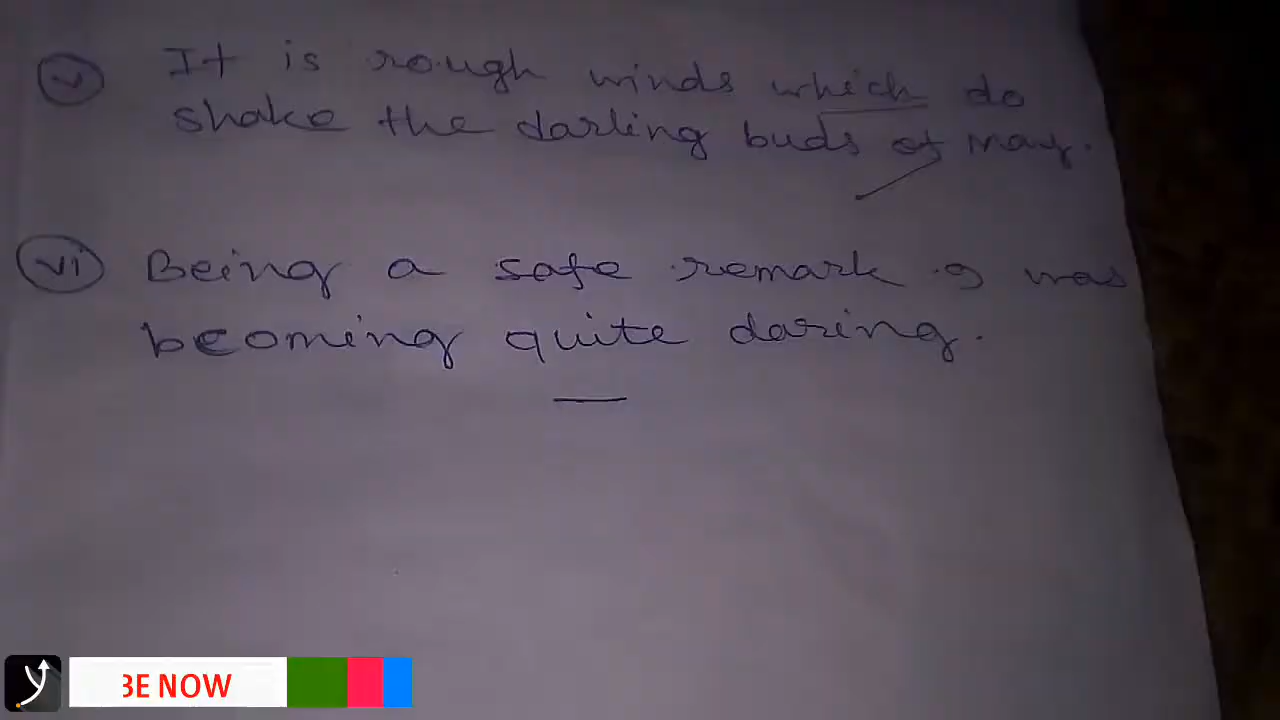 v It is rough winds which do
shake the darling buds of may.
vi Being a safe remark I was
becoming quite daring.
y BE NOW